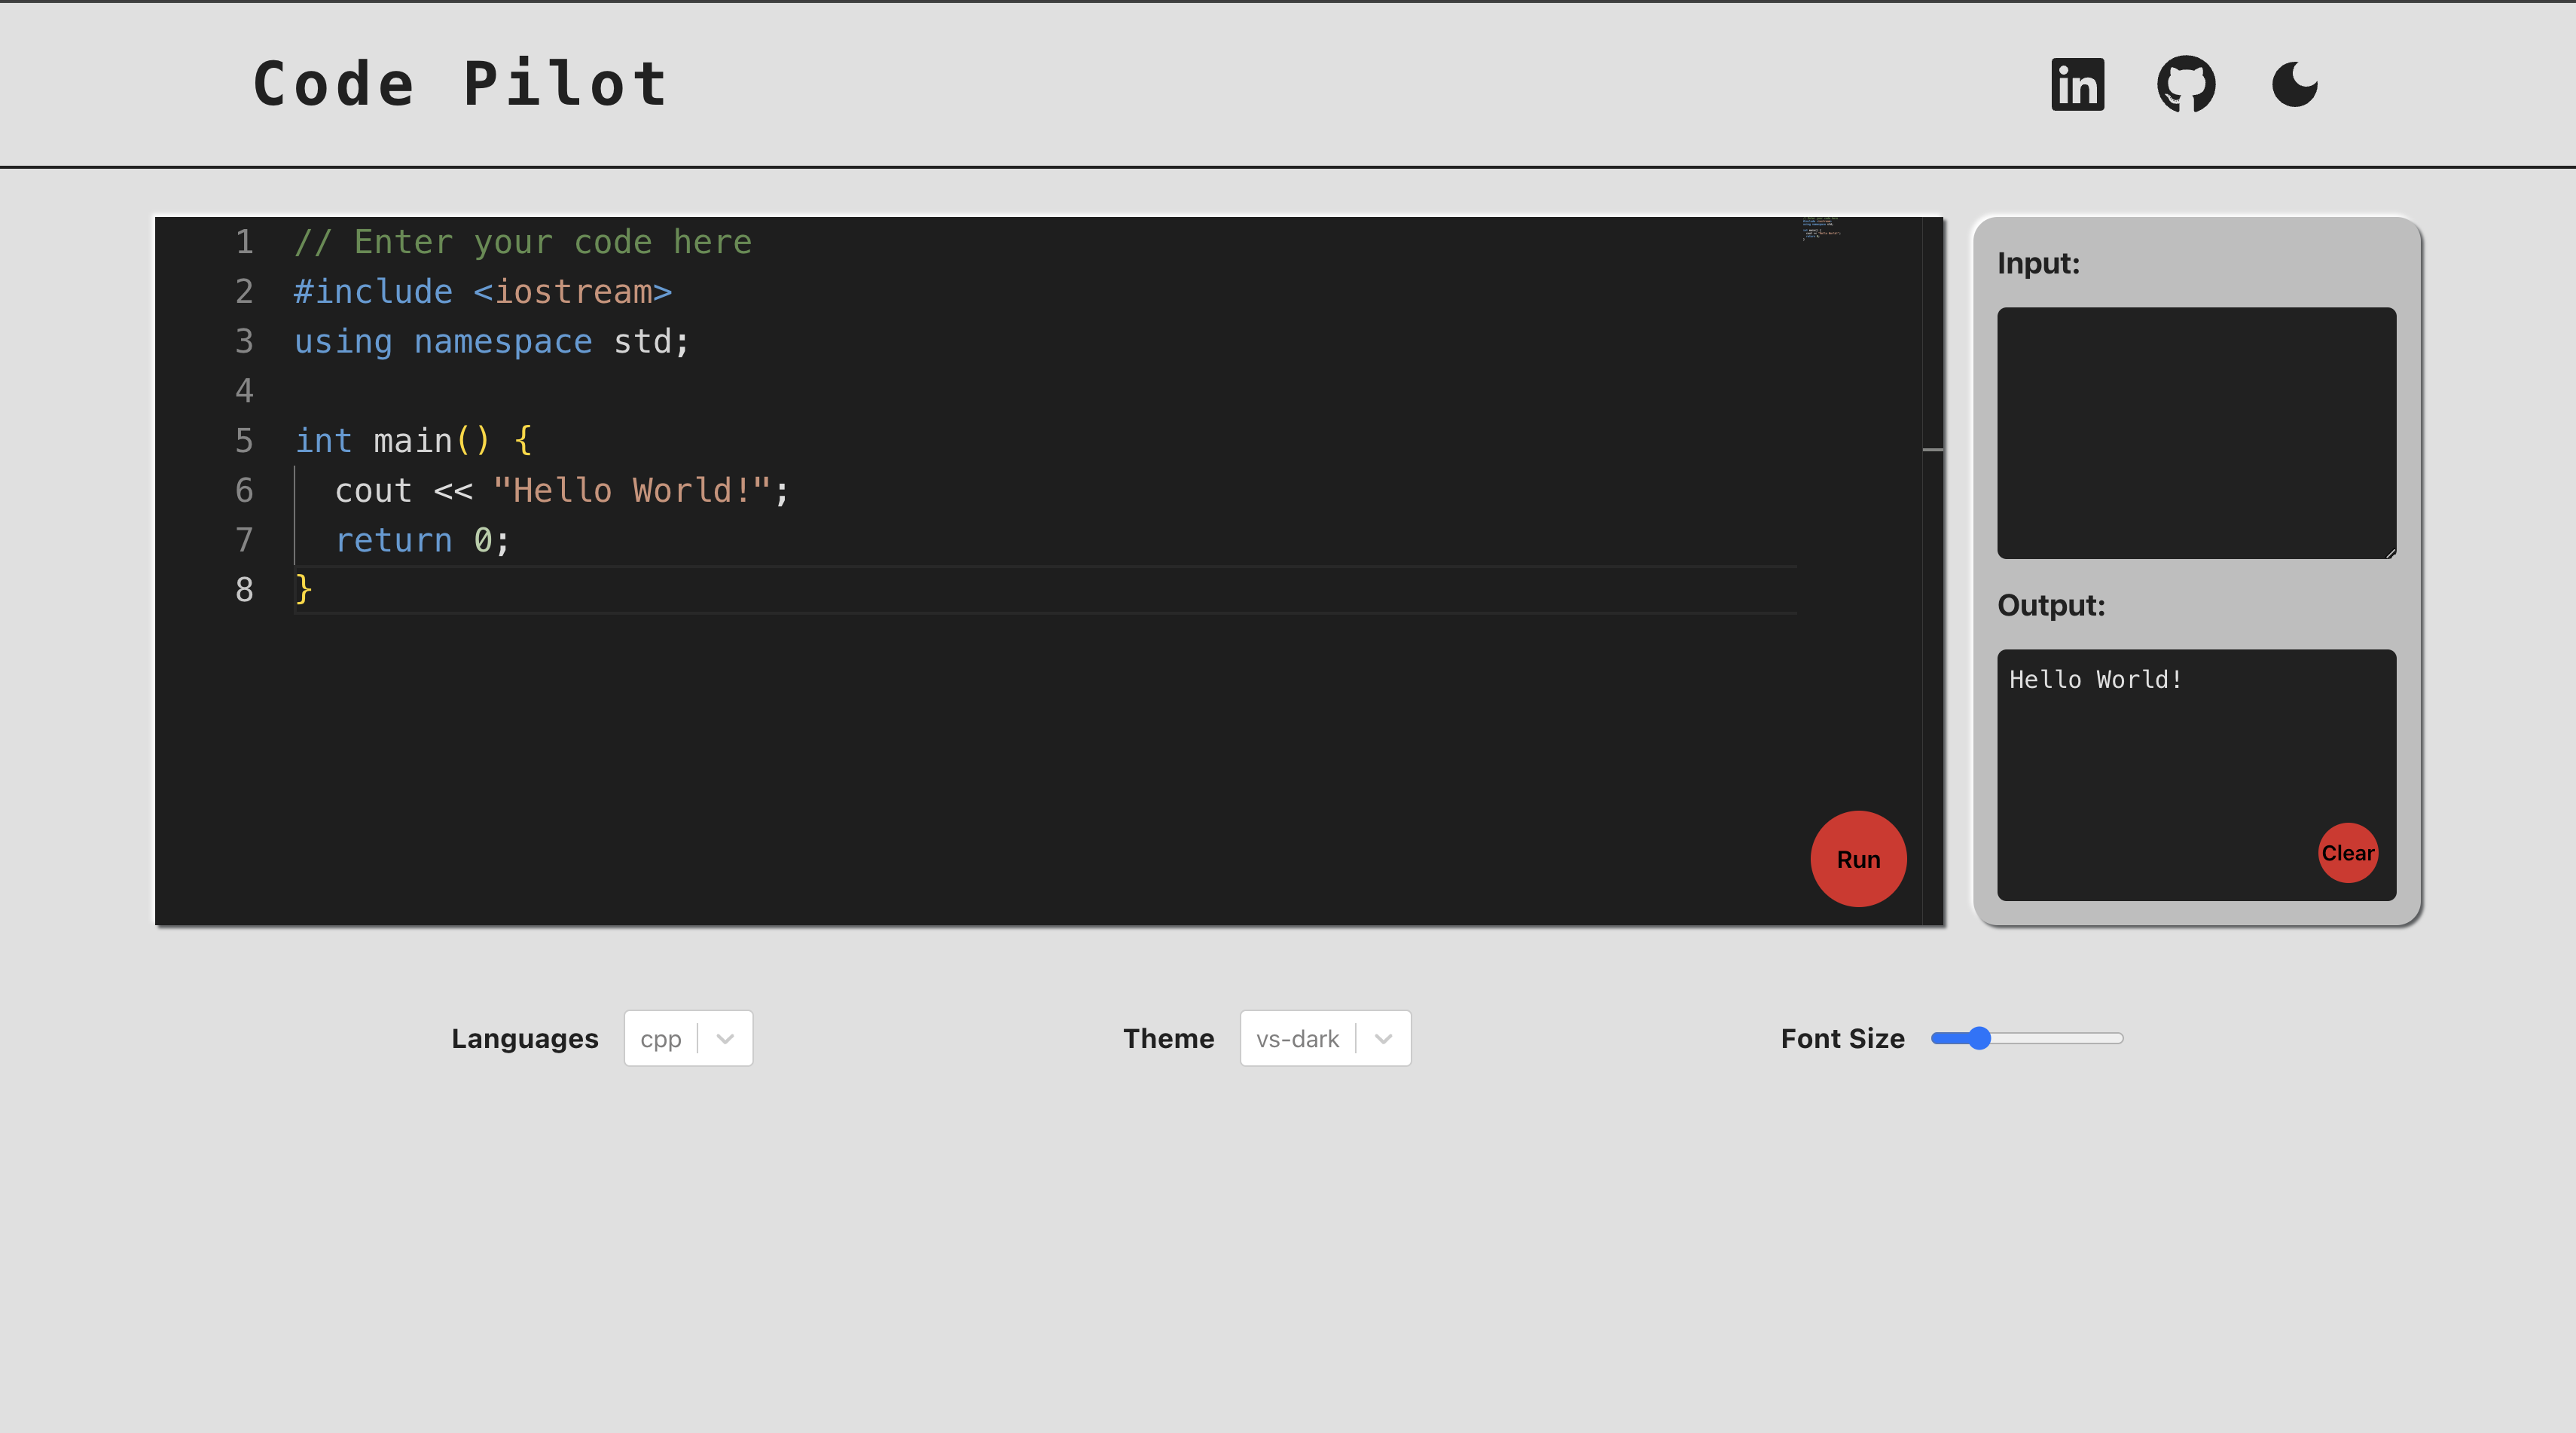 Code Pilot
1 // Enter your code here
2 #include <iostream>
3 using namespace std;
4
5 int main() {
6   cout << "Hello World!";
7   return 0;
8 }
Run
Input:
Output:
Hello World!
Clear
Languages cpp
Theme vs-dark
Font Size